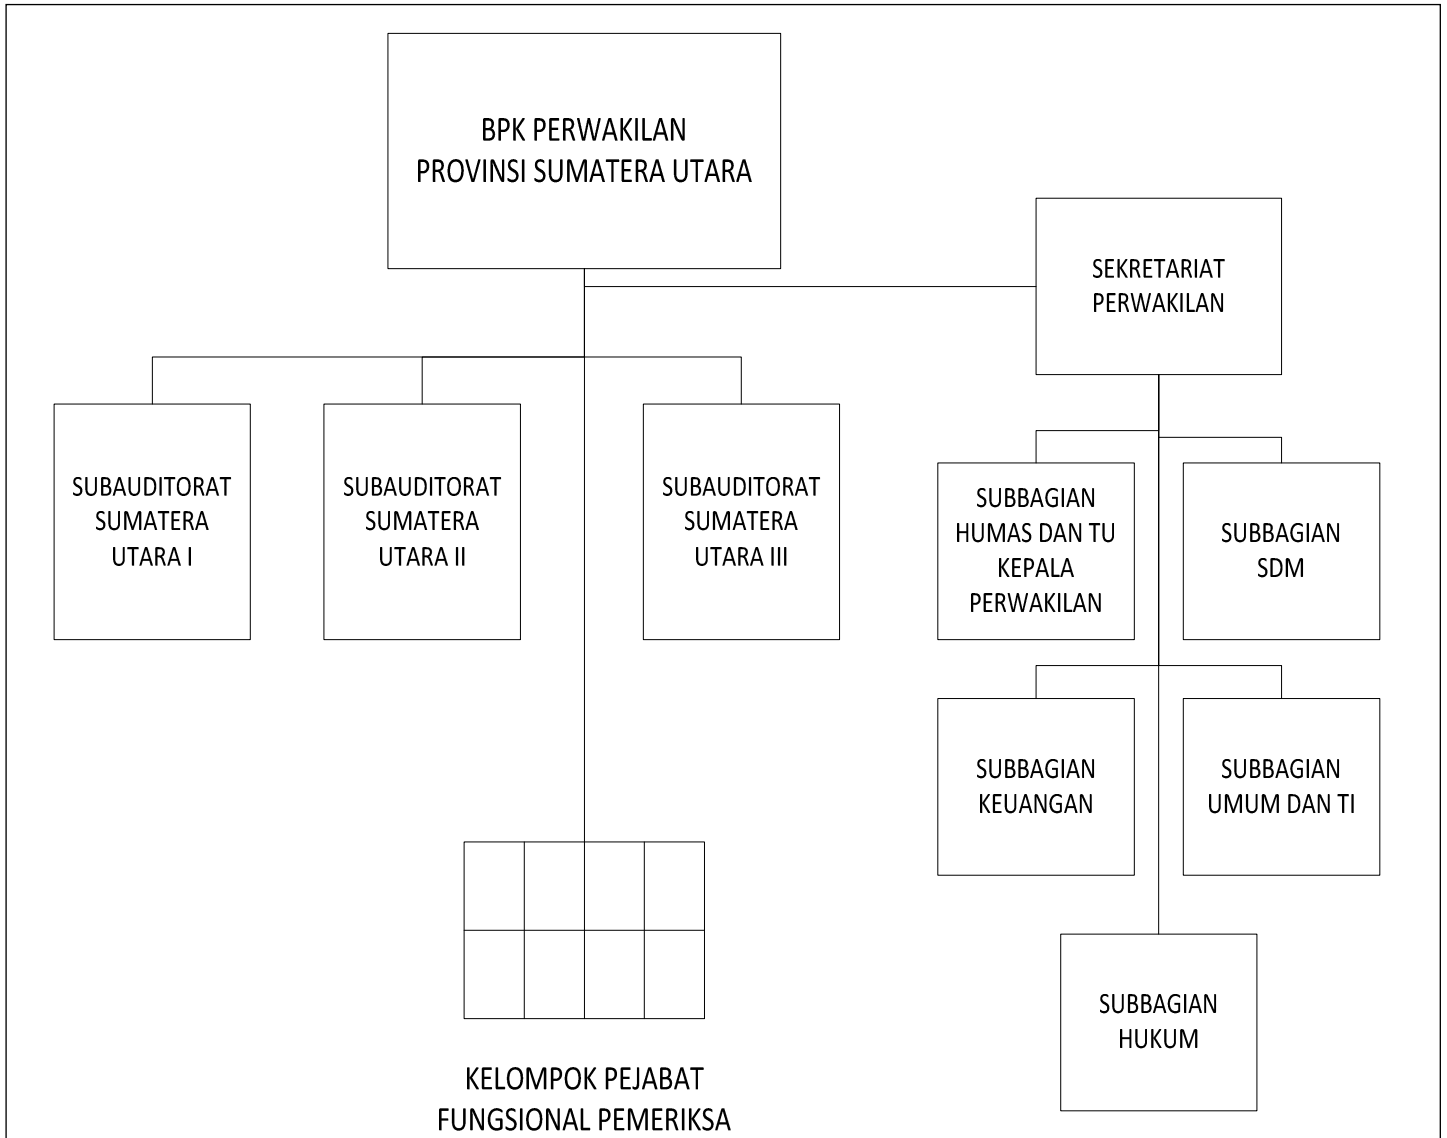 BPK PERWAKILAN
PROVINSI SUMATERA UTARA
SEKRETARIAT
PERWAKILAN
SUBAUDITORAT
SUMATERA
UTARA I
SUBAUDITORAT
SUMATERA
UTARA II
SUBAUDITORAT
SUMATERA
UTARA III
SUBBAGIAN
HUMAS DAN TU
KEPALA
PERWAKILAN
SUBBAGIAN
SDM
SUBBAGIAN
KEUANGAN
SUBBAGIAN
UMUM DAN TI
SUBBAGIAN
HUKUM
KELOMPOK PEJABAT
FUNGSIONAL PEMERIKSA